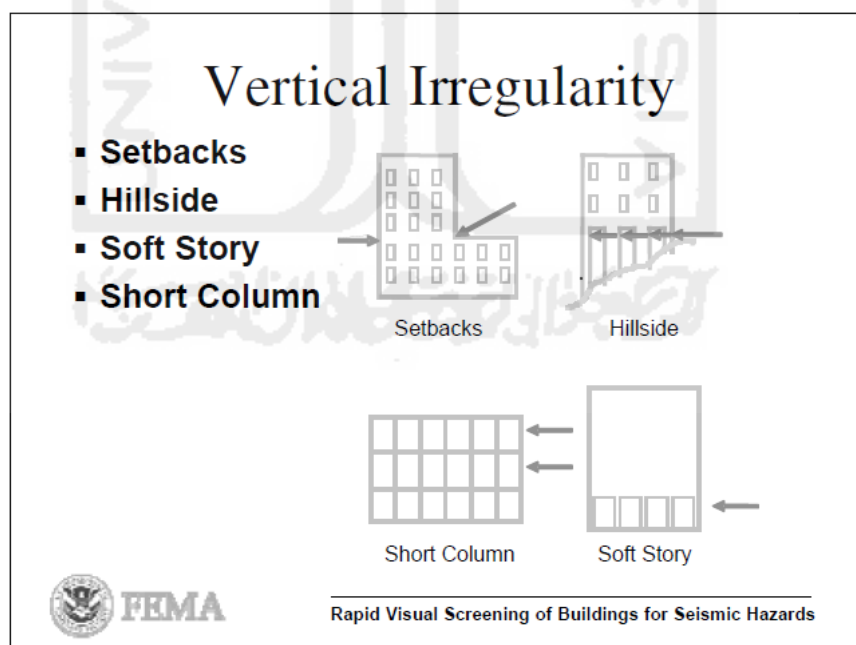 Vertical Irregularity
▪ Setbacks
▪ Hillside
▪ Soft Story
▪ Short Column
Setbacks
Hillside
Short Column
Soft Story
FEMA
Rapid Visual Screening of Buildings for Seismic Hazards